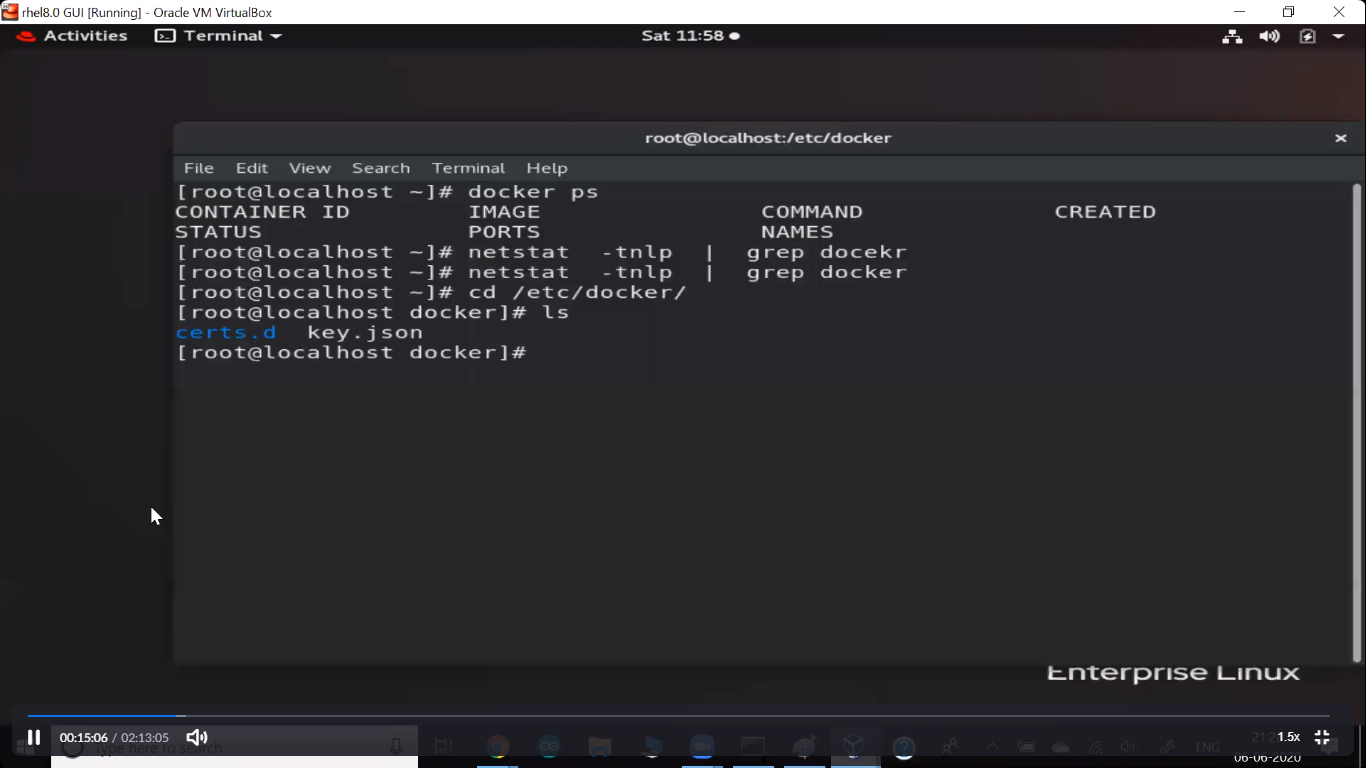 rhel8.0 GUI [Running] - Oracle VM VirtualBox
Activities Terminal Sat 11:58
root@localhost:/etc/docker
File Edit View Search Terminal Help
[root@localhost ~]# docker ps
CONTAINER ID IMAGE COMMAND CREATED
STATUS PORTS NAMES
[root@localhost ~]# netstat -tnlp | grep docekr
[root@localhost ~]# netstat -tnlp | grep docker
[root@localhost ~]# cd /etc/docker/
[root@localhost docker]# ls
certs.d key.json
[root@localhost docker]#
Enterprise Linux
00:15:06 / 02:13:05 1.5x
Type here to search ENG
06-06-2020